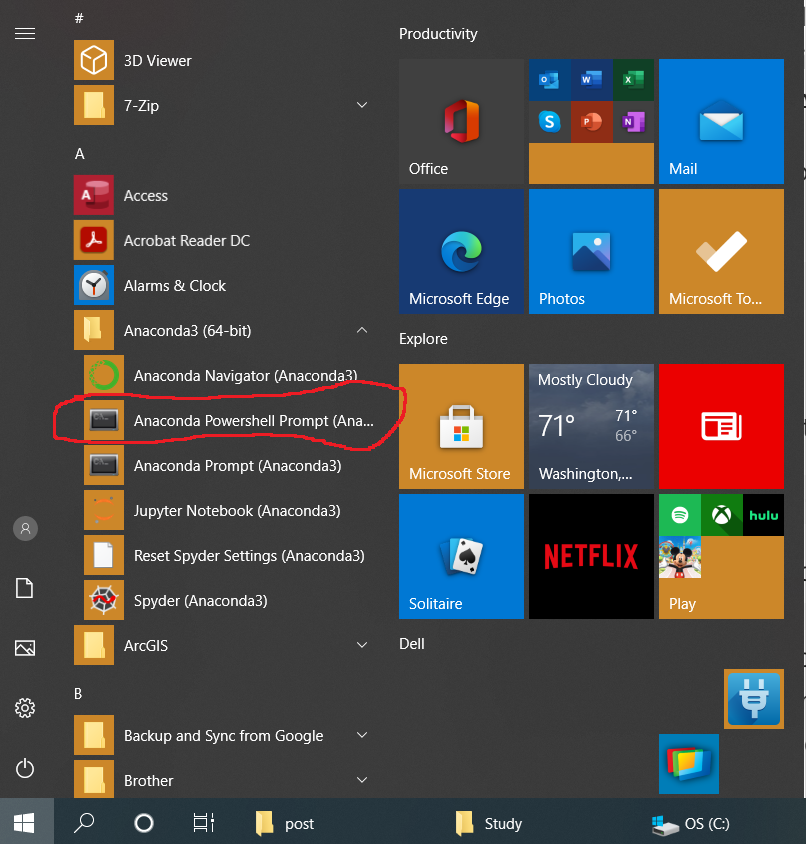 #
3D Viewer
7-Zip
A
Access
Acrobat Reader DC
Alarms & Clock
Anaconda3 (64-bit)
Anaconda Navigator (Anaconda3)
Anaconda Powershell Prompt (Ana...
Anaconda Prompt (Anaconda3)
Jupyter Notebook (Anaconda3)
Reset Spyder Settings (Anaconda3)
Spyder (Anaconda3)
ArcGIS
B
Backup and Sync from Google
Brother
Productivity
Office
Mail
Microsoft Edge
Photos
Microsoft To...
Explore
Microsoft Store
Mostly Cloudy
71° 71°
66°
Washington,...
Solitaire
NETFLIX
hulu
Play
Dell
post
Study
OS (C:)